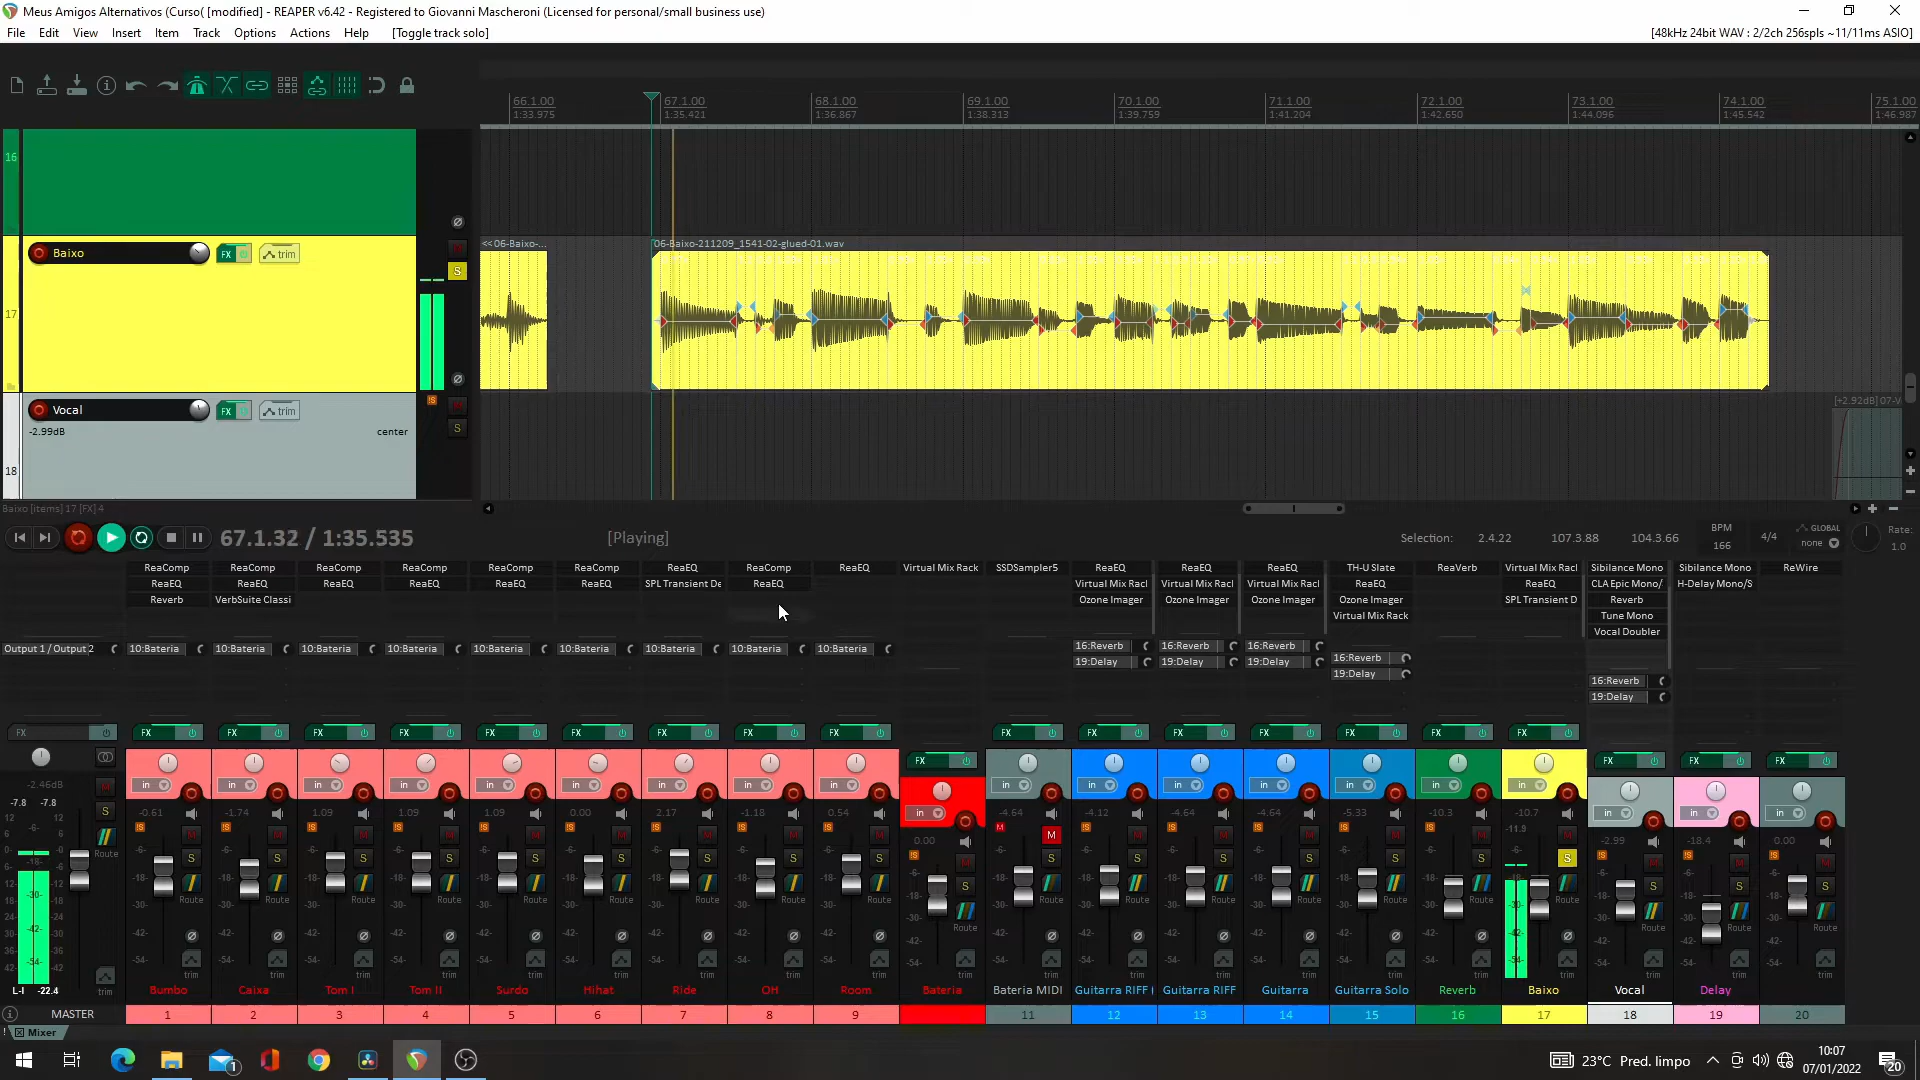 Meus Amigos Alternativos (Curso( [modified] - REAPER v6.42 - Registered to Giovanni Mascheroni (Licensed for personal/small business use)
File Edit View Insert Item Track Options Actions Help [Toggle track solo]
[48kHz 24bit WAV : 2/2ch 256spls ~11/11ms ASIO]
66.1.00 67.1.00 68.1.00 69.1.00 70.1.00 71.1.00 72.1.00 73.1.00 74.1.00 75.1.00
1:33.975 1:35.421 1:36.867 1:38.313 1:39.759 1:41.204 1:42.650 1:44.096 1:45.542 1:46.987
16
<<06-Baixo-...
06-Baixo-211209_1541-02-glued-01.wav
Baixo FX trim M
S
17
Vocal FX trim M
S
-2.99dB center
[+2.92dB] 07-V
18
Baixo [items] 17 [FX] 4
67.1.32 / 1:35.535
[Playing]
Selection: 2.4.22 107.3.88 104.3.66
BPM
166
4/4
GLOBAL
none
Rate:
1.0
ReaComp ReaComp ReaComp ReaComp ReaComp ReaComp ReaEQ ReaComp ReaEQ Virtual Mix Rack SSDSampler5 ReaEQ ReaEQ ReaEQ TH-U Slate ReaVerb Virtual Mix Racl Sibilance Mono Sibilance Mono ReWire
ReaEQ ReaEQ ReaEQ ReaEQ ReaEQ ReaEQ SPL Transient De ReaEQ Virtual Mix Racl Virtual Mix Racl Virtual Mix Racl ReaEQ ReaEQ CLA Epic Mono/ H-Delay Mono/S
Reverb VerbSuite Classi Ozone Imager Ozone Imager Ozone Imager Ozone Imager SPL Transient D Reverb
Virtual Mix Rack Tune Mono
Vocal Doubler
Output 1 / Output 2 10:Bateria 10:Bateria 10:Bateria 10:Bateria 10:Bateria 10:Bateria 10:Bateria 10:Bateria 10:Bateria 16:Reverb 16:Reverb 16:Reverb 16:Reverb 16:Reverb
19:Delay 19:Delay 19:Delay 19:Delay 19:Delay
FX FX FX FX FX FX FX FX FX FX FX FX FX FX FX FX FX FX FX FX FX
in in in in in in in in in in in in in in in in in in in in
-2.46dB
-7.8 -7.8
-0.61 -1.74 1.09 1.09 1.09 0.00 2.17 -1.18 0.54 0.00 -4.64 -4.12 -4.64 -4.64 -5.33 -10.3 -10.7 -2.99 -18.4 0.00
-11.8
Route Route Route Route Route Route Route Route Route Route Route Route Route Route Route Route Route Route Route Route Route
L-I -22.4
trim trim trim trim trim trim trim trim trim trim trim trim trim trim trim trim trim trim trim trim trim
Bumbo Caixa Tom I Tom II Surdo Hihat Ride OH Room Bateria Bateria MIDI Guitarra RIFF ( Guitarra RIFF Guitarra Guitarra Solo Reverb Baixo Vocal Delay
MASTER 1 2 3 4 5 6 7 8 9 11 12 13 14 15 16 17 18 19 20
Mixer
1
23°C Pred. limpo
10:07
07/01/2022
20